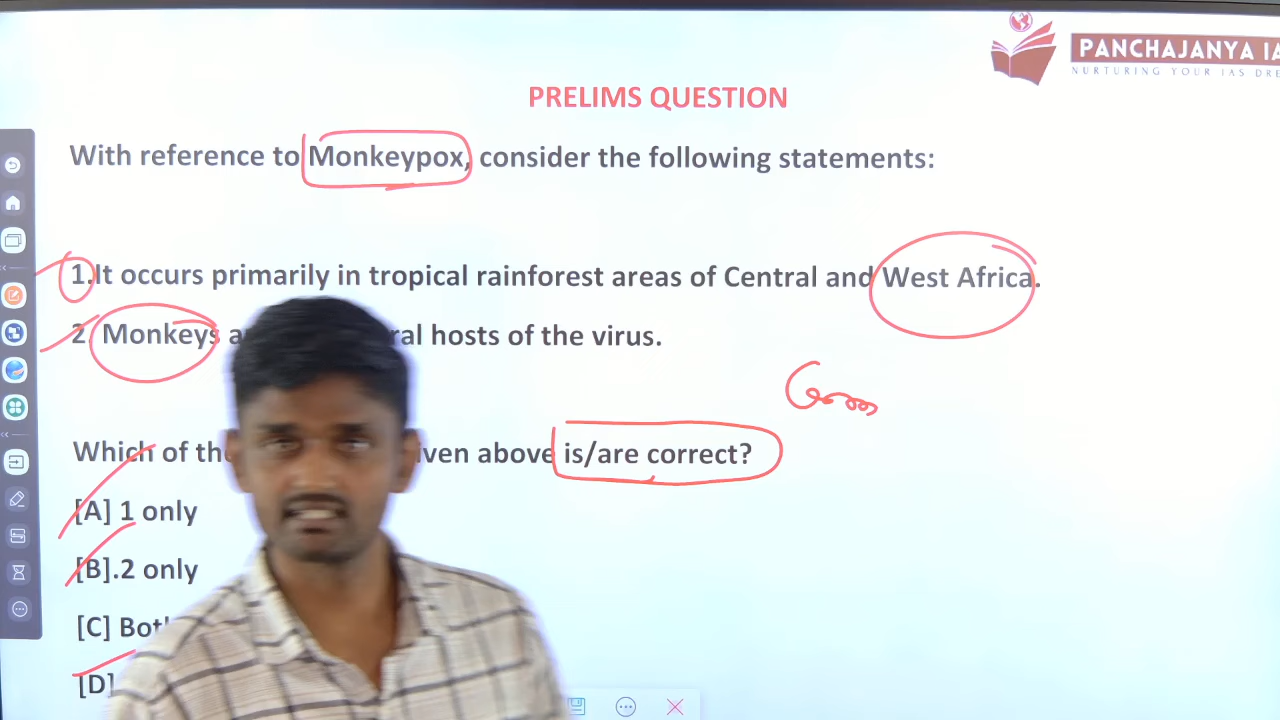 PANCHAJANYA IA
NURTURING YOUR IAS DRE
PRELIMS QUESTION
With reference to Monkeypox, consider the following statements:
1.It occurs primarily in tropical rainforest areas of Central and West Africa.
2. Monkeys a ral hosts of the virus.
Which of th ven above is/are correct?
[A] 1 only
[B].2 only
[C] Bot
[D]